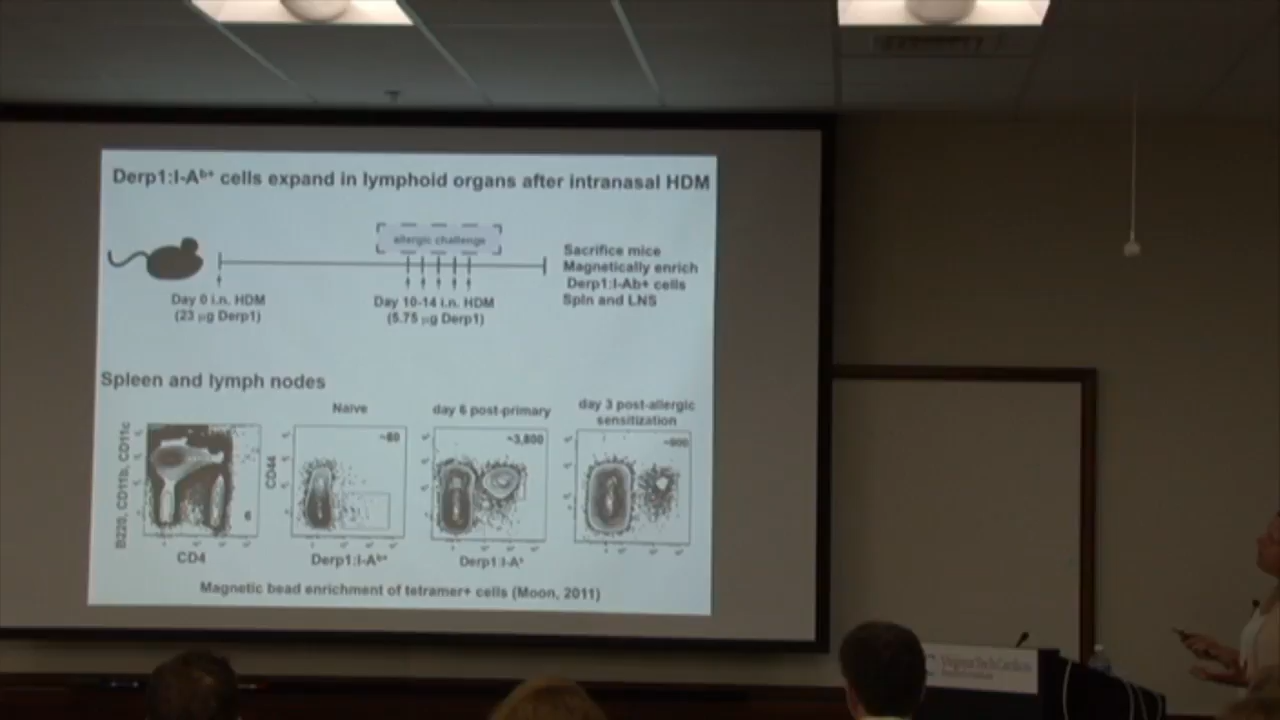 Derp1:I-Ab+ cells expand in lymphoid organs after intranasal HDM
allergic challenge
Sacrifice mice
Magnetically enrich
Derp1:I-Ab+ cells
Spln and LNS
Day 0 i.n. HDM
(23 µg Derp1)
Day 10-14 i.n. HDM
(5.75 µg Derp1)
Spleen and lymph nodes
Naive
day 6 post-primary
day 3 post-allergic
sensitization
B220, CD11b, CD11c
CD44
~60
~3,800
~900
6
CD4
Derp1:I-Ab+
Derp1:I-A
Magnetic bead enrichment of tetramer+ cells (Moon, 2011)